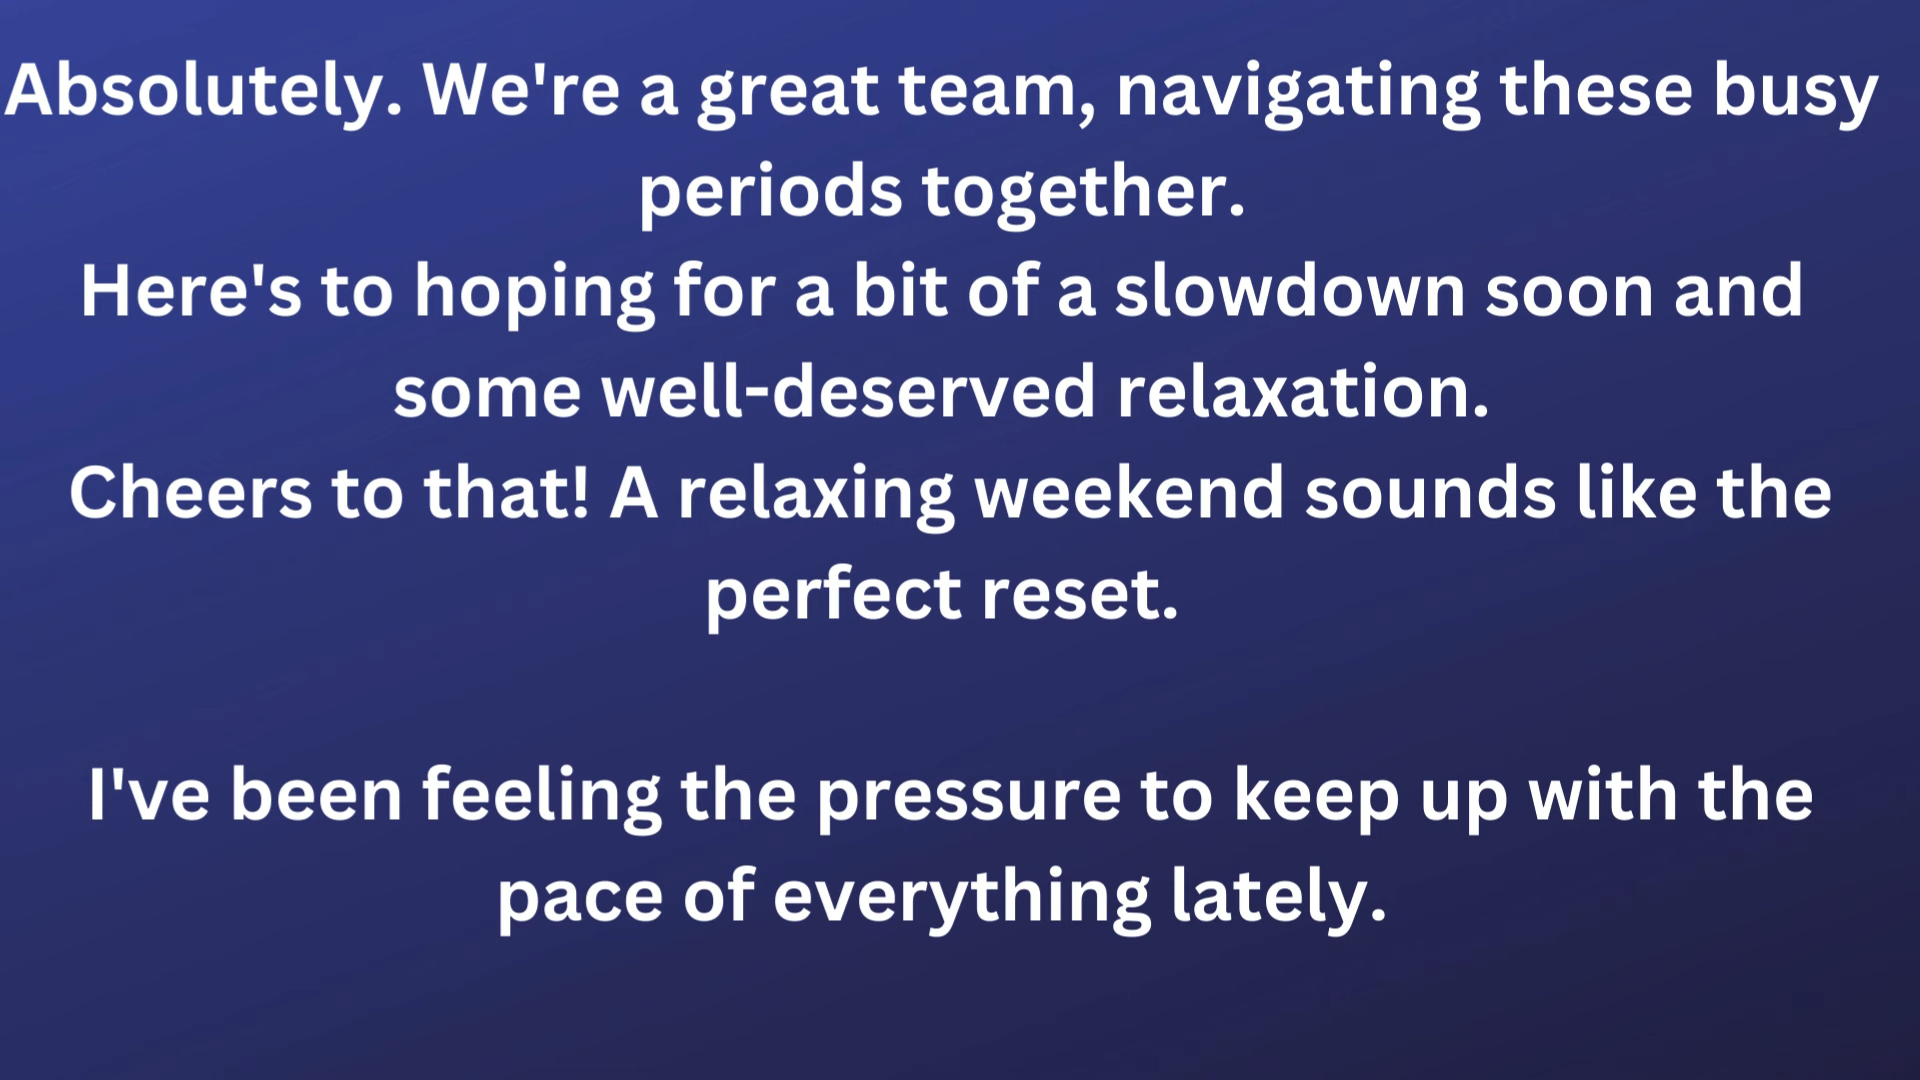 Absolutely. We're a great team, navigating these busy
periods together.
Here's to hoping for a bit of a slowdown soon and
some well-deserved relaxation.
Cheers to that! A relaxing weekend sounds like the
perfect reset.
I've been feeling the pressure to keep up with the
pace of everything lately.